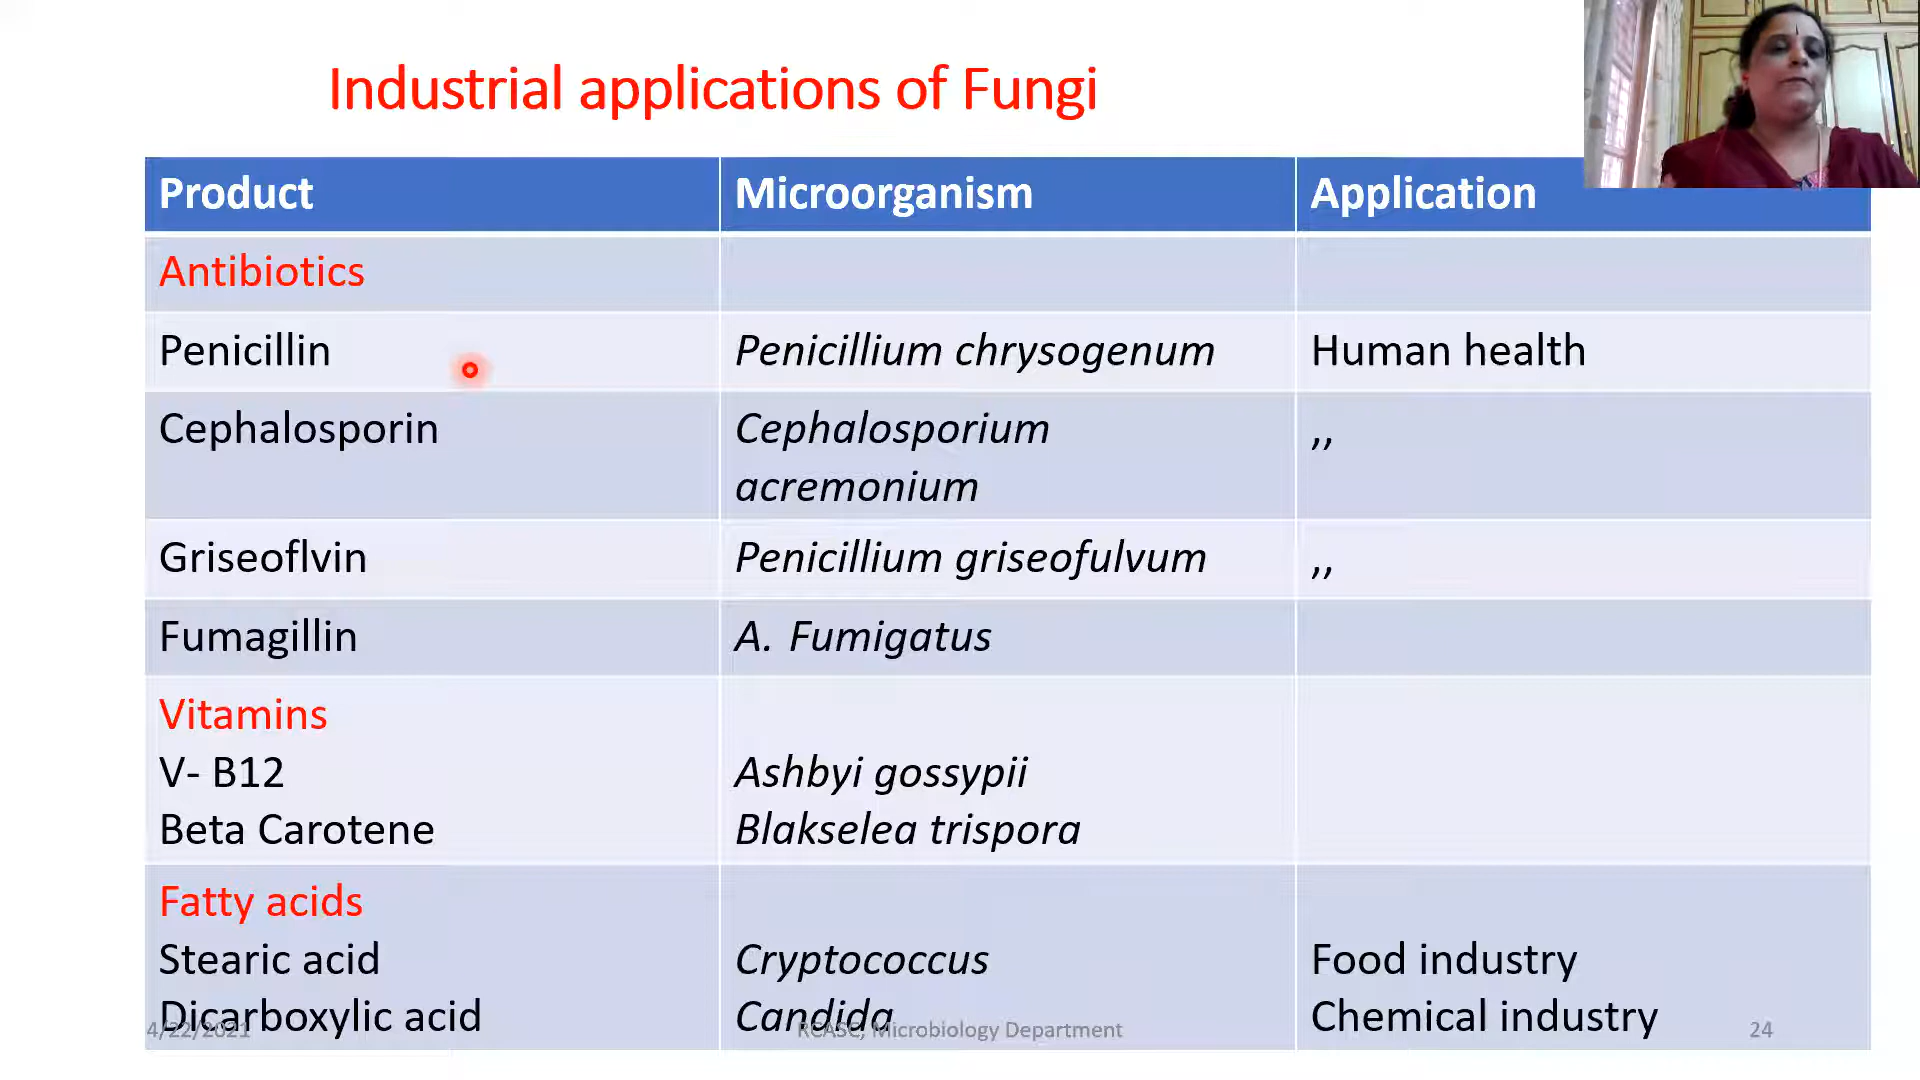 Industrial applications of Fungi
Product Microorganism Application
Antibiotics
Penicillin Penicillium chrysogenum Human health
Cephalosporin Cephalosporium ,,
acremonium
Griseoflvin Penicillium griseofulvum ,,
Fumagillin A. Fumigatus
Vitamins
V- B12 Ashbyi gossypii
Beta Carotene Blakselea trispora
Fatty acids
Stearic acid Cryptococcus Food industry
Dicarboxylic acid Candida Chemical industry
4/22/2021 RCASC, Microbiology Department 24